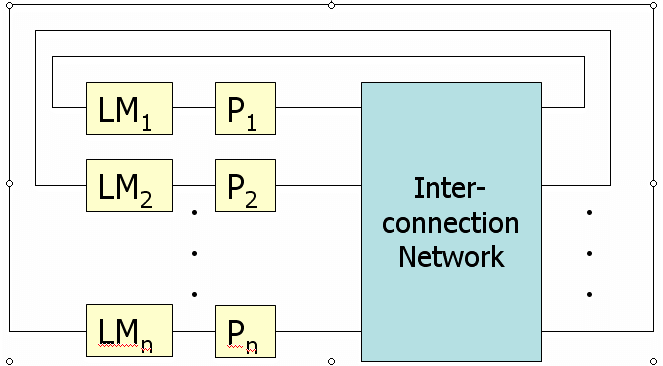 LM₁ P₁
LM₂ P₂
Inter-
connection
Network
LMₙ Pₙ